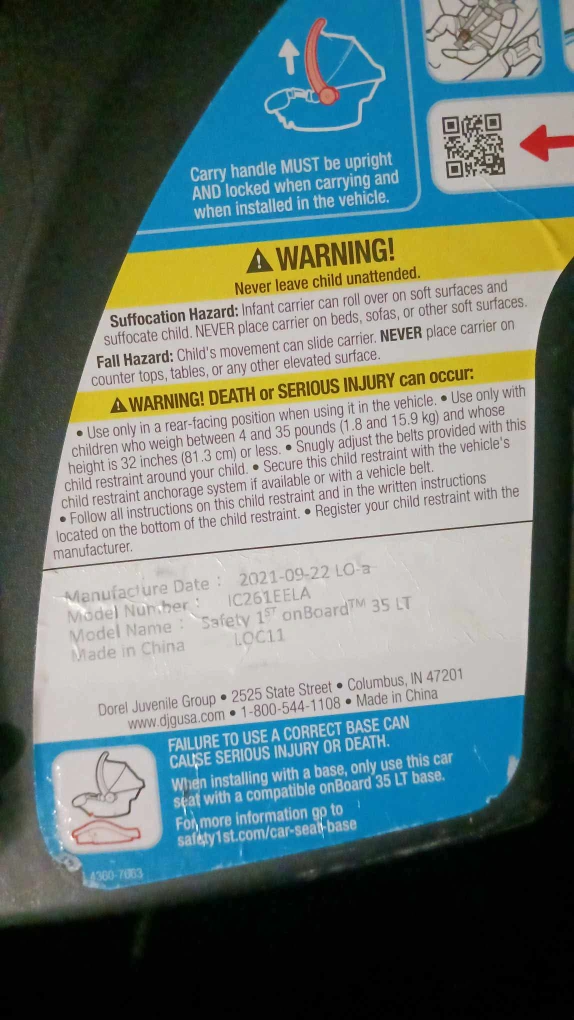 Carry handle MUST be upright
AND locked when carrying and
when installed in the vehicle.
WARNING!
Never leave child unattended.
Suffocation Hazard: Infant carrier can roll over on soft surfaces and
suffocate child. NEVER place carrier on beds, sofas, or other soft surfaces.
Fall Hazard: Child's movement can slide carrier. NEVER place carrier on
counter tops, tables, or any other elevated surface.
WARNING! DEATH or SERIOUS INJURY can occur:
• Use only in a rear-facing position when using it in the vehicle. • Use only with
children who weigh between 4 and 35 pounds (1.8 and 15.9 kg) and whose
height is 32 inches (81.3 cm) or less. • Snugly adjust the belts provided with this
child restraint around your child. • Secure this child restraint with the vehicle's
child restraint anchorage system if available or with a vehicle belt.
• Follow all instructions on this child restraint and in the written instructions
located on the bottom of the child restraint. • Register your child restraint with the
manufacturer.
Manufacture Date : 2021-09-22 LO-a
Model Number : IC261EELA
Model Name : Safety 1ST onBoard™ 35 LT
Made in China LOC11
Dorel Juvenile Group • 2525 State Street • Columbus, IN 47201
www.djgusa.com • 1-800-544-1108 • Made in China
FAILURE TO USE A CORRECT BASE CAN
CAUSE SERIOUS INJURY OR DEATH.
When installing with a base, only use this car
seat with a compatible onBoard 35 LT base.
For more information go to
safety1st.com/car-seat-base
4360-7663